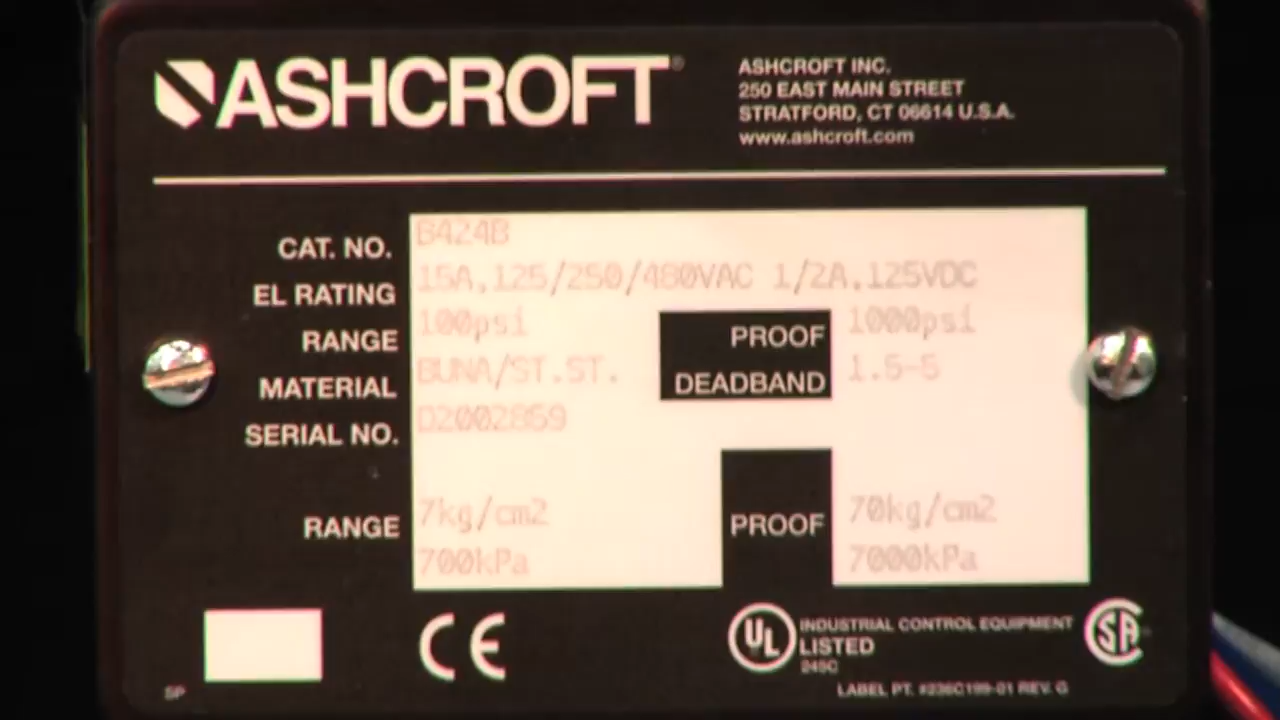 ASHCROFT®
ASHCROFT INC.
250 EAST MAIN STREET
STRATFORD, CT 06614 U.S.A.
www.ashcroft.com
CAT. NO. B424B
EL RATING 15A,125/250/480VAC 1/2A,125VDC
RANGE 100psi PROOF 1000psi
MATERIAL BUNA/ST.ST. DEADBAND 1.5-5
SERIAL NO. D2002869
RANGE 7kg/cm2 PROOF 70kg/cm2
700kPa 7000kPa
CE
UL
INDUSTRIAL CONTROL EQUIPMENT
LISTED
245C
SA
SP
LABEL PT. #236C199-01 REV. G